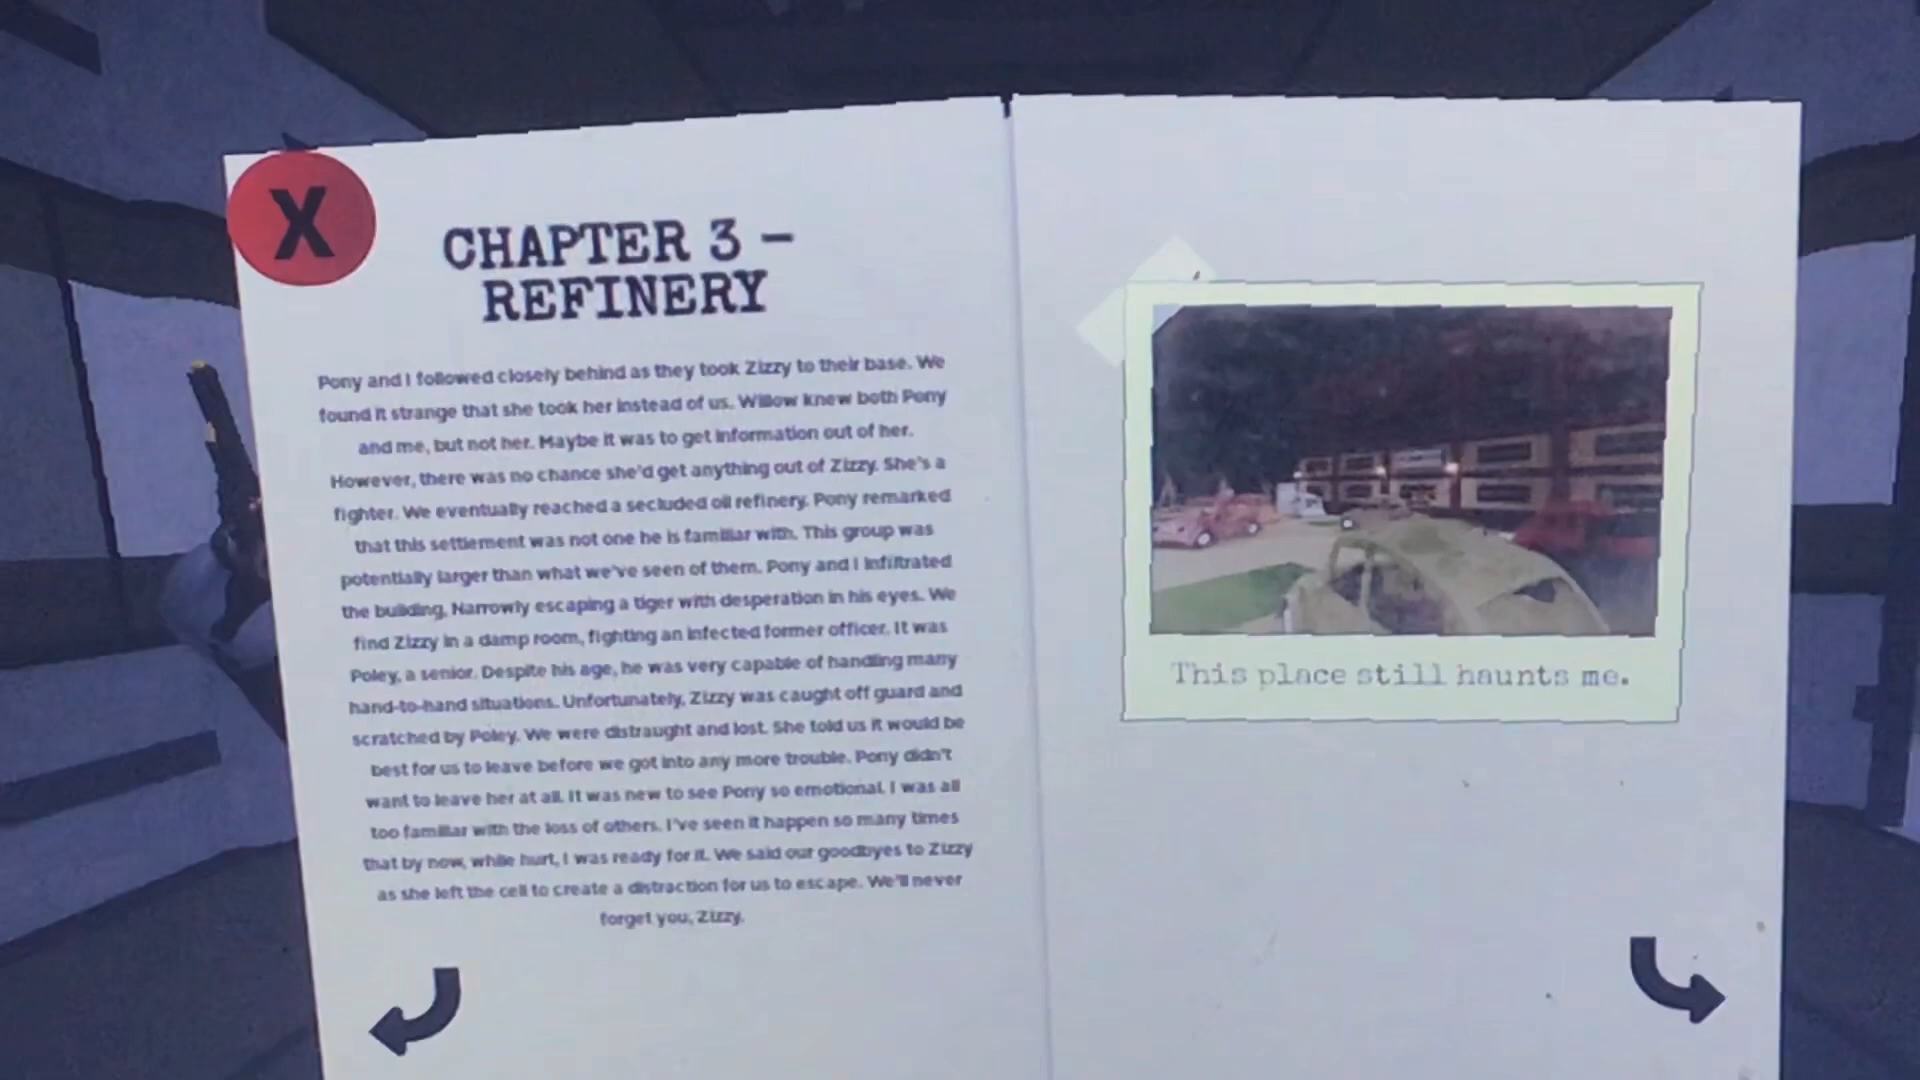 X
CHAPTER 3 –
REFINERY
Pony and I followed closely behind as they took Zizzy to their base. We
found it strange that she took her instead of us. Willow knew both Pony
and me, but not her. Maybe it was to get information out of her.
However, there was no chance she'd get anything out of Zizzy. She's a
fighter. We eventually reached a secluded oil refinery. Pony remarked
that this settlement was not one he is familiar with. This group was
potentially larger than what we've seen of them. Pony and I infiltrated
the building, Narrowly escaping a tiger with desperation in his eyes. We
find Zizzy in a damp room, fighting an infected former officer. It was
Poley, a senior. Despite his age, he was very capable of handling many
hand-to-hand situations. Unfortunately, Zizzy was caught off guard and
scratched by Poley. We were distraught and lost. She told us it would be
best for us to leave before we got into any more trouble. Pony didn't
want to leave her at all. It was new to see Pony so emotional. I was all
too familiar with the loss of others. I've seen it happen so many times
that by now, while hurt, I was ready for it. We said our goodbyes to Zizzy
as she left the cell to create a distraction for us to escape. We'll never
forget you, Zizzy.
This place still haunts me.